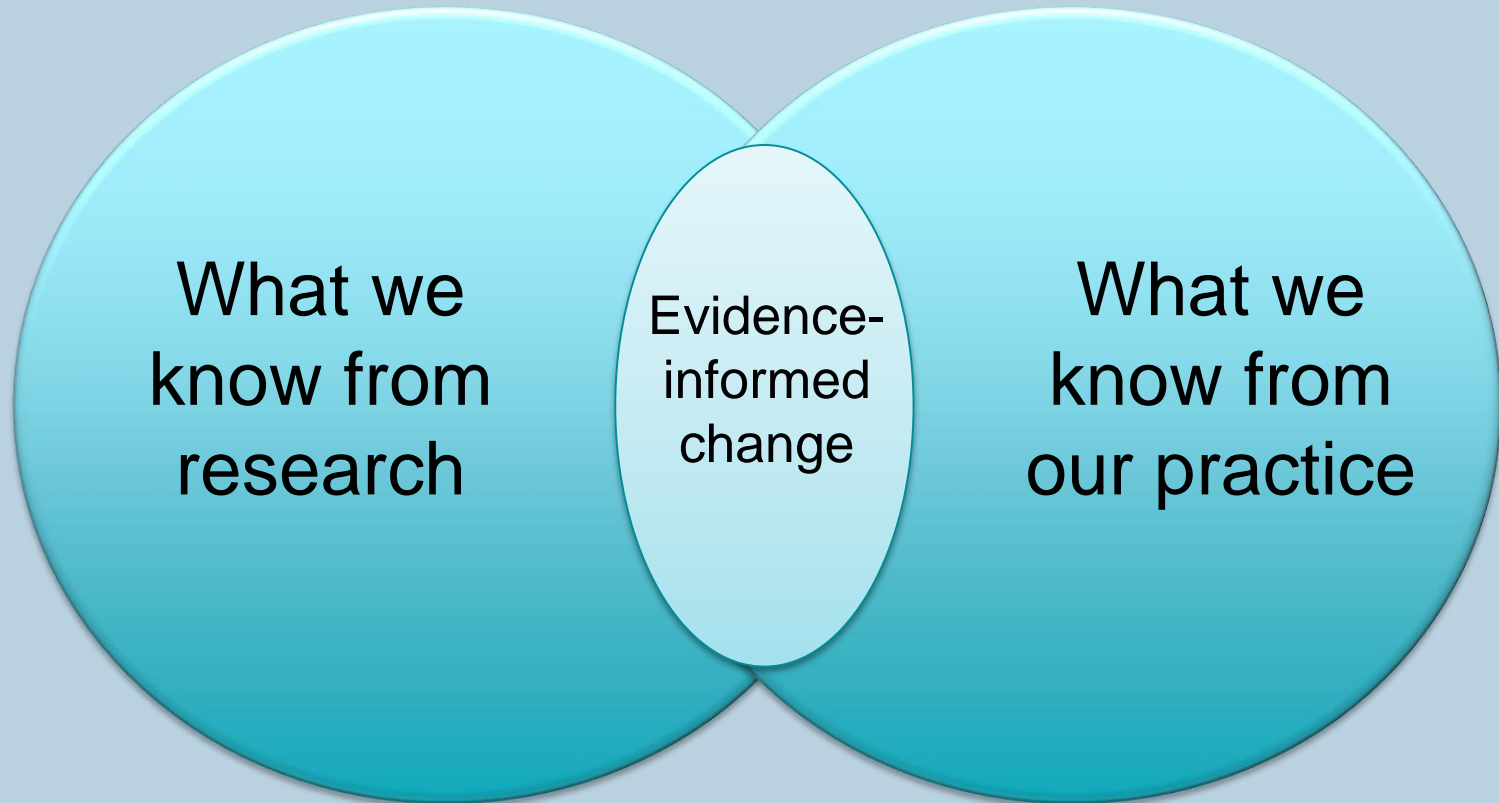 What we
know from
research
Evidence-
informed
change
What we
know from
our practice